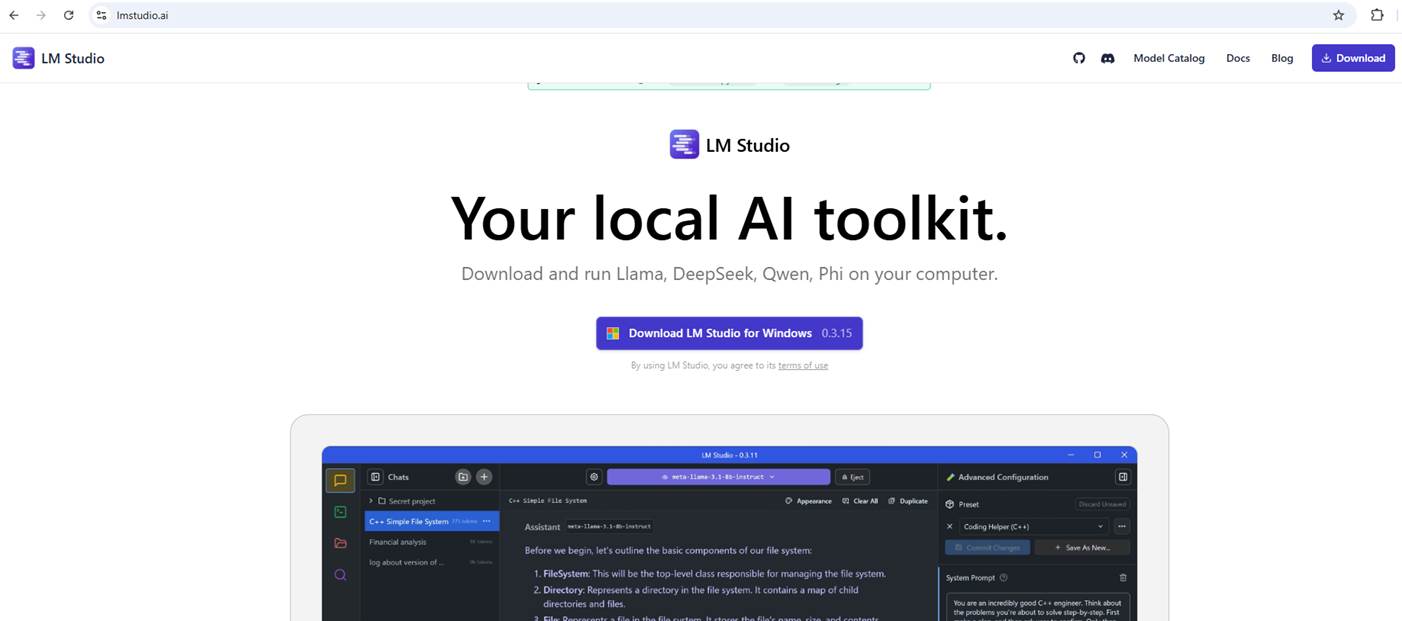 lmstudio.ai
LM Studio
Model Catalog Docs Blog Download
LM Studio
Your local AI toolkit.
Download and run Llama, DeepSeek, Qwen, Phi on your computer.
Download LM Studio for Windows 0.3.15
By using LM Studio, you agree to its terms of use
LM Studio - 0.3.11
Chats
meta-llama-3.1-8b-instruct
Eject
Advanced Configuration
Secret project
C++ Simple File System
Appearance Clear All Duplicate
Preset
Discard Unsaved
C++ Simple File System
Financial analysis
log about version of ...
Assistant meta-llama-3.1-8b-instruct
Before we begin, let's outline the basic components of our file system:
1. FileSystem: This will be the top-level class responsible for managing the file system.
2. Directory: Represents a directory in the file system. It contains a map of child
directories and files.
3. File: Represents a file in the file system. It stores the file's name, size, and contents
Coding Helper (C++)
Commit Changes
+ Save As New...
System Prompt
You are an incredibly good C++ engineer. Think about
the problems you're about to solve step-by-step. First